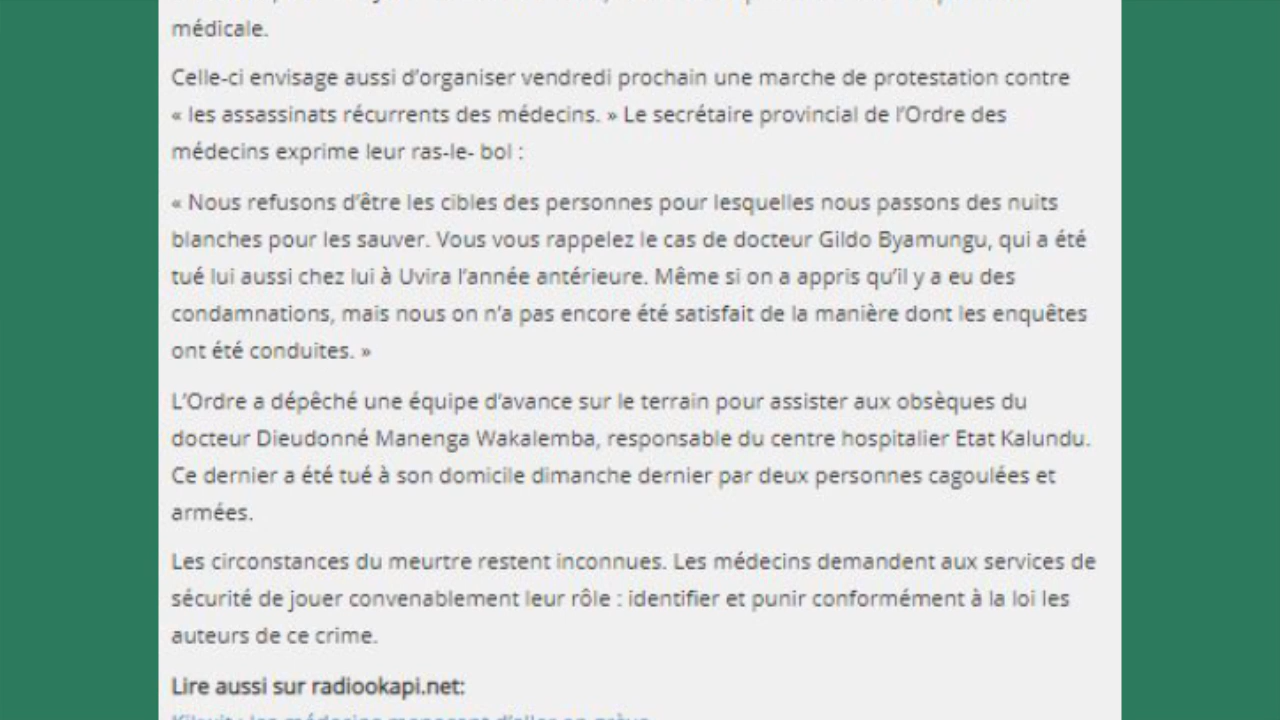 médicale.
Celle-ci envisage aussi d’organiser vendredi prochain une marche de protestation contre
« les assassinats récurrents des médecins. » Le secrétaire provincial de l’Ordre des
médecins exprime leur ras-le- bol :
« Nous refusons d’être les cibles des personnes pour lesquelles nous passons des nuits
blanches pour les sauver. Vous vous rappelez le cas de docteur Gildo Byamungu, qui a été
tué lui aussi chez lui à Uvira l’année antérieure. Même si on a appris qu’il y a eu des
condamnations, mais nous on n’a pas encore été satisfait de la manière dont les enquêtes
ont été conduites. »
L’Ordre a dépêché une équipe d’avance sur le terrain pour assister aux obsèques du
docteur Dieudonné Manenga Wakalemba, responsable du centre hospitalier Etat Kalundu.
Ce dernier a été tué à son domicile dimanche dernier par deux personnes cagoulées et
armées.
Les circonstances du meurtre restent inconnues. Les médecins demandent aux services de
sécurité de jouer convenablement leur rôle : identifier et punir conformément à la loi les
auteurs de ce crime.
Lire aussi sur radiookapi.net:
les médecins menacent d’aller en grève